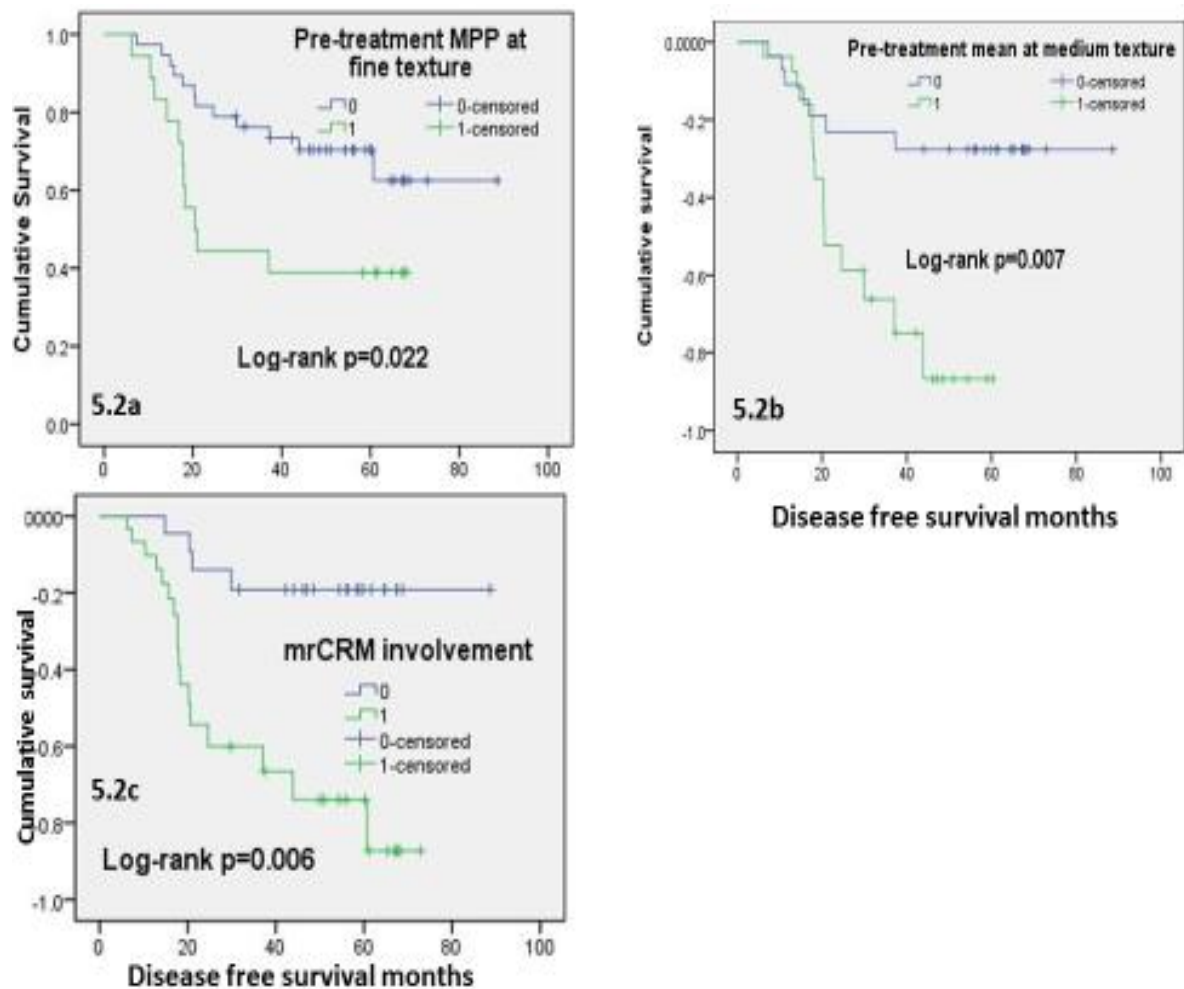 Pre-treatment MPP at
fine texture
0
0-censored
1
1-censored
Cumulative Survival
1.0
0.8
0.6
0.4
0.2
0.0
Log-rank p=0.022
5.2a
0 20 40 60 80 100
Pre-treatment mean at medium texture
0
0-censored
1
1-censored
Cumulative survival
0.0000
-0.2
-0.4
-0.6
-0.8
-1.0
Log-rank p=0.007
5.2b
0 20 40 60 80 100
Disease free survival months
mrCRM involvement
0
1
0-censored
1-censored
Cumulative survival
0000
-0.2
-0.4
-0.6
-0.8
-1.0
5.2c
Log-rank p=0.006
0 20 40 60 80 100
Disease free survival months